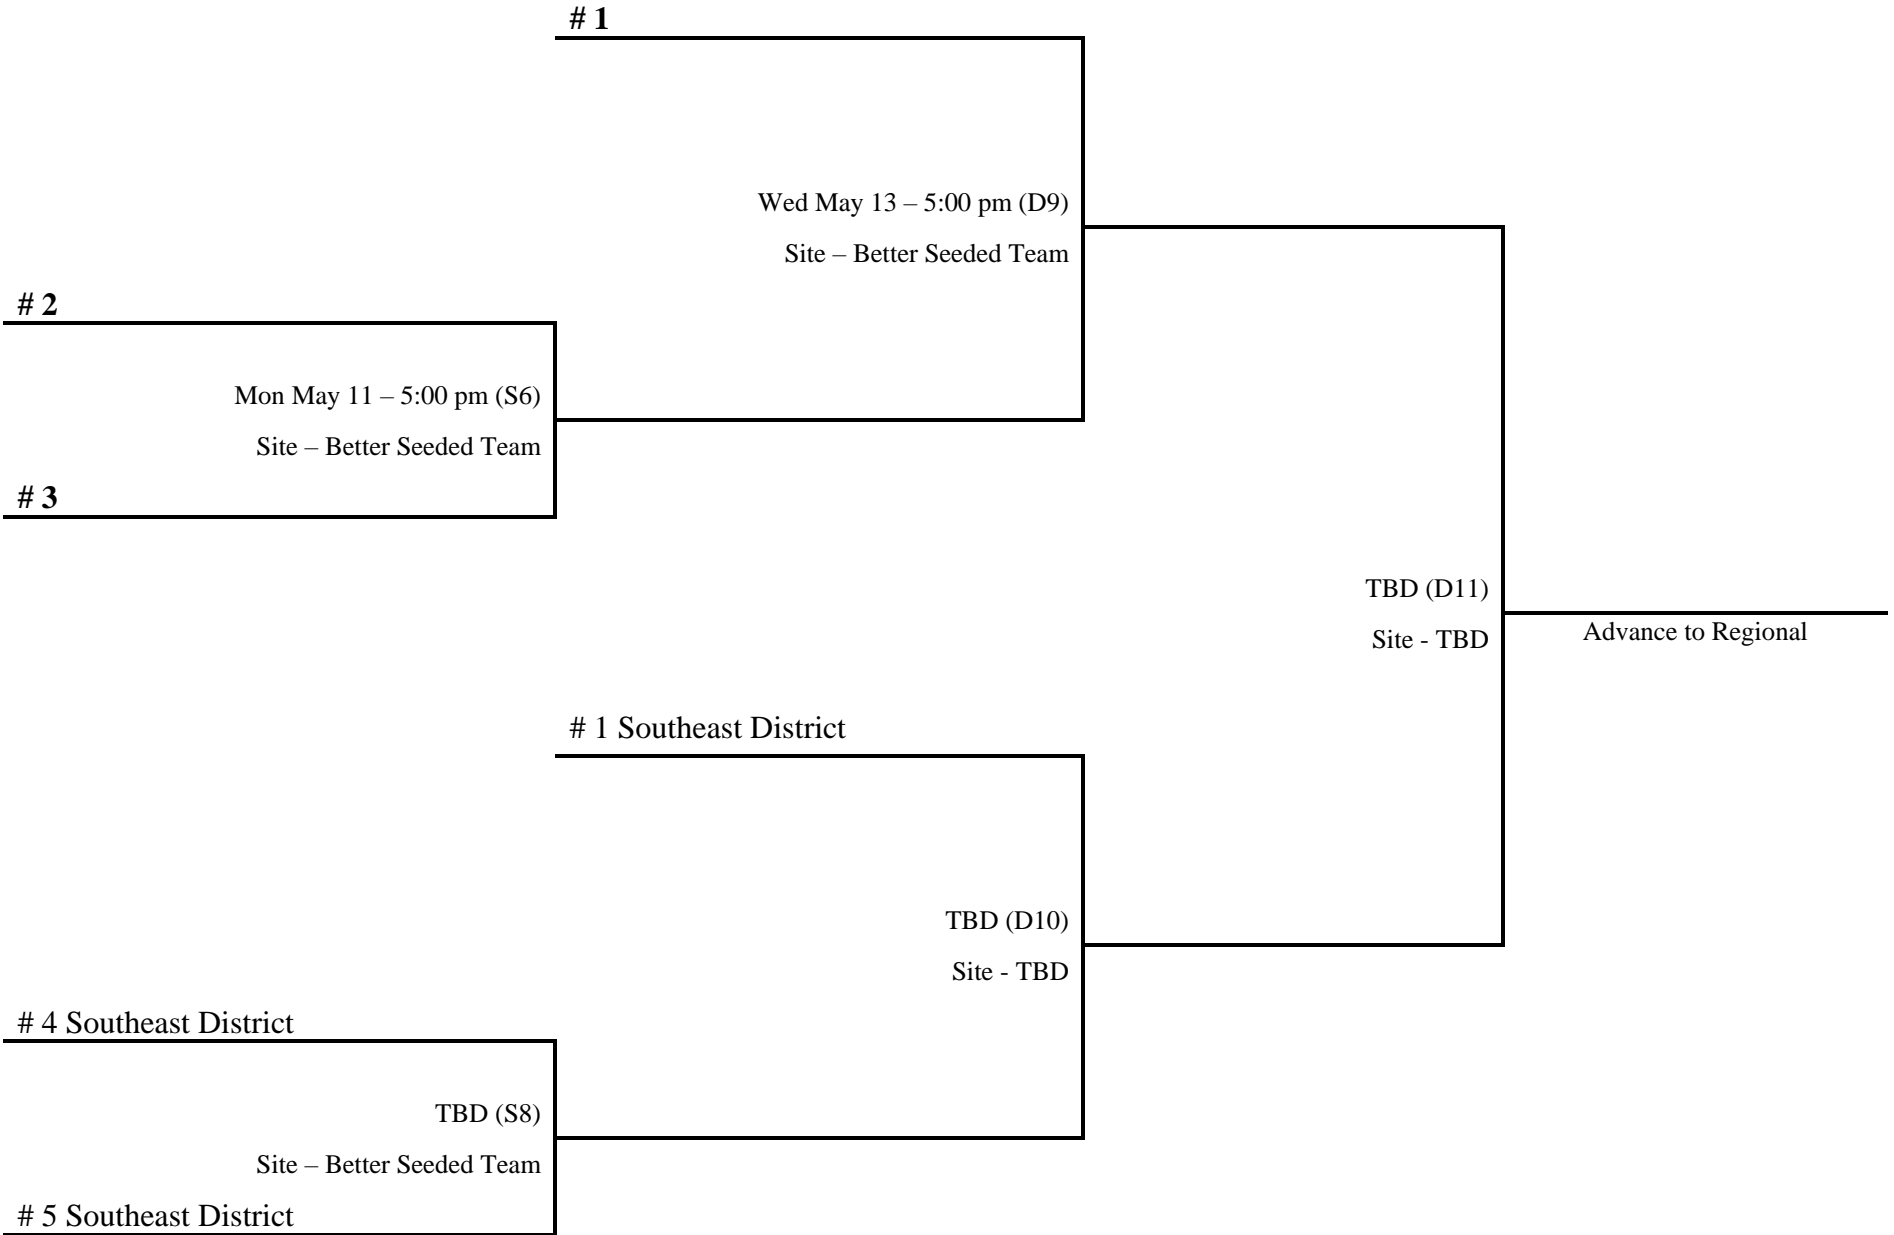 # 1
Wed May 13 – 5:00 pm (D9)
Site – Better Seeded Team
# 2
Mon May 11 – 5:00 pm (S6)
Site – Better Seeded Team
# 3
TBD (D11)
Site - TBD
Advance to Regional
# 1 Southeast District
TBD (D10)
Site - TBD
# 4 Southeast District
TBD (S8)
Site – Better Seeded Team
# 5 Southeast District